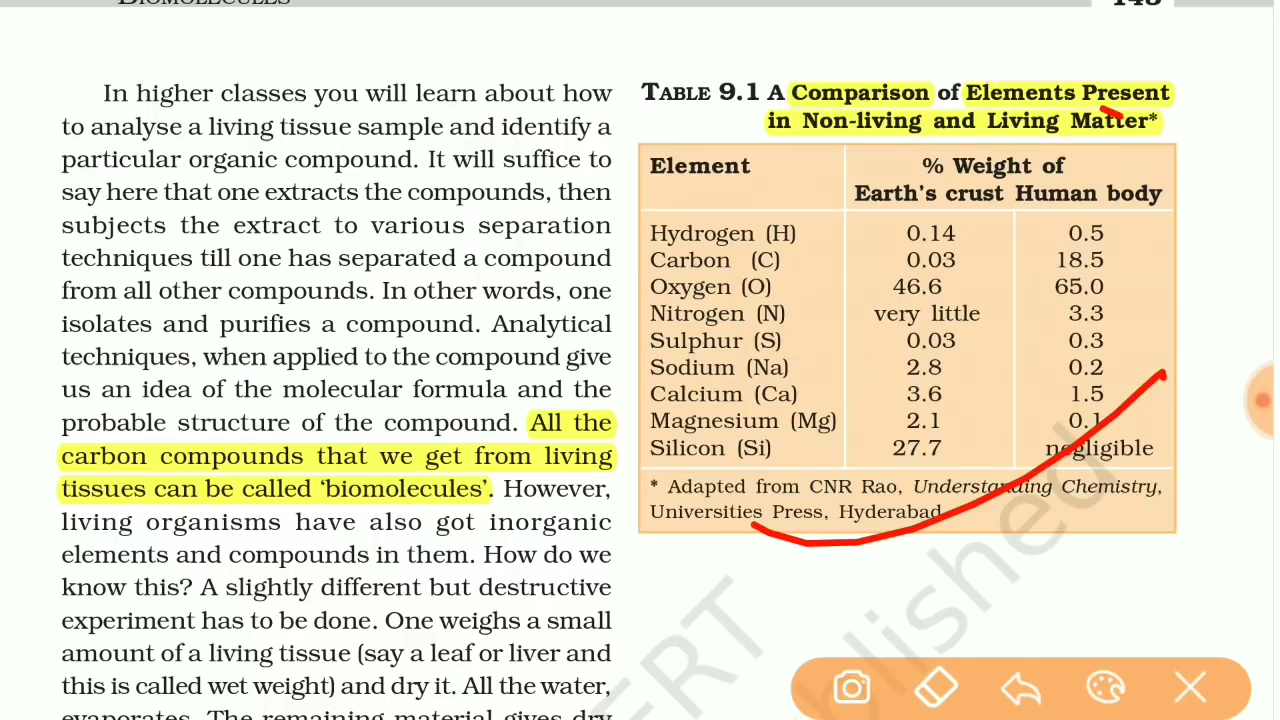 BIOMOLECULES
In higher classes you will learn about how
to analyse a living tissue sample and identify a
particular organic compound. It will suffice to
say here that one extracts the compounds, then
subjects the extract to various separation
techniques till one has separated a compound
from all other compounds. In other words, one
isolates and purifies a compound. Analytical
techniques, when applied to the compound give
us an idea of the molecular formula and the
probable structure of the compound. All the
carbon compounds that we get from living
tissues can be called ‘biomolecules’. However,
living organisms have also got inorganic
elements and compounds in them. How do we
know this? A slightly different but destructive
experiment has to be done. One weighs a small
amount of a living tissue (say a leaf or liver and
this is called wet weight) and dry it. All the water,
evaporates. The remaining material gives dry
TABLE 9.1 A Comparison of Elements Present
in Non-living and Living Matter*
Element % Weight of
Earth’s crust Human body
Hydrogen (H) 0.14 0.5
Carbon (C) 0.03 18.5
Oxygen (O) 46.6 65.0
Nitrogen (N) very little 3.3
Sulphur (S) 0.03 0.3
Sodium (Na) 2.8 0.2
Calcium (Ca) 3.6 1.5
Magnesium (Mg) 2.1 0.1
Silicon (Si) 27.7 negligible
* Adapted from CNR Rao, Understanding Chemistry,
Universities Press, Hyderabad.